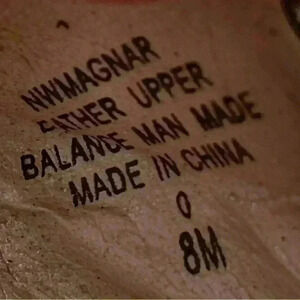 NWMAGNAR
EATHER UPPER
BALANCE MAN MADE
MADE IN CHINA
0
8M